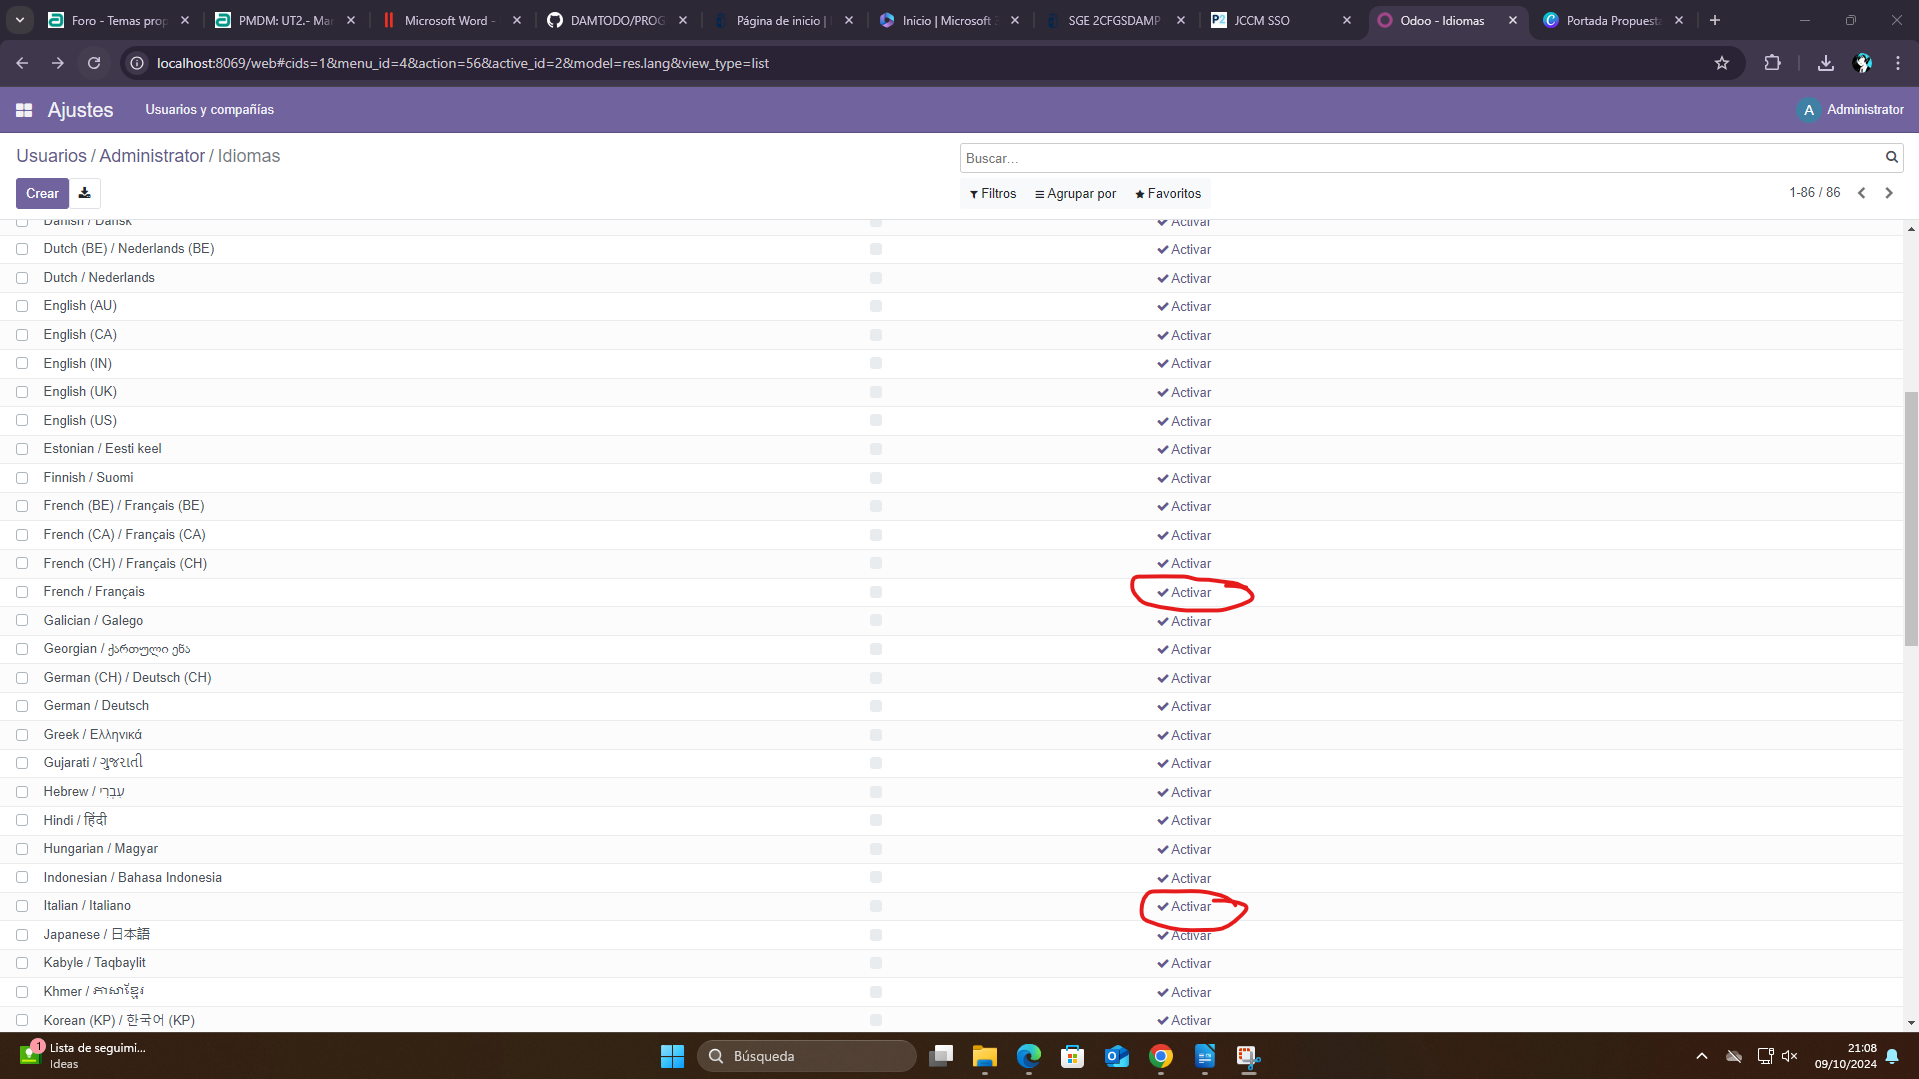 Foro - Temas prop
PMDM: UT2.- Mar
Microsoft Word -
DAMTODO/PROG
Página de inicio |
Inicio | Microsoft 3
SGE 2CFGSDAMP
JCCM SSO
Odoo - Idiomas
Portada Propuesta
localhost:8069/web#cids=1&menu_id=4&action=56&active_id=2&model=res.lang&view_type=list
Ajustes
Usuarios y compañías
A
Administrator
Usuarios / Administrator / Idiomas
Buscar...
Crear
Filtros
Agrupar por
Favoritos
1-86 / 86
Danish / Dansk Activar
Dutch (BE) / Nederlands (BE) Activar
Dutch / Nederlands Activar
English (AU) Activar
English (CA) Activar
English (IN) Activar
English (UK) Activar
English (US) Activar
Estonian / Eesti keel Activar
Finnish / Suomi Activar
French (BE) / Français (BE) Activar
French (CA) / Français (CA) Activar
French (CH) / Français (CH) Activar
French / Français Activar
Galician / Galego Activar
Georgian / ქართული ენა Activar
German (CH) / Deutsch (CH) Activar
German / Deutsch Activar
Greek / Ελληνικά Activar
Gujarati / ગુજરાતી Activar
Hebrew / עברי Activar
Hindi / हिंदी Activar
Hungarian / Magyar Activar
Indonesian / Bahasa Indonesia Activar
Italian / Italiano Activar
Japanese / 日本語 Activar
Kabyle / Taqbaylit Activar
Khmer / ភាសាខ្មែរ Activar
Korean (KP) / 한국어 (KP) Activar
1
Lista de seguimi...
Ideas
Búsqueda
21:08
09/10/2024